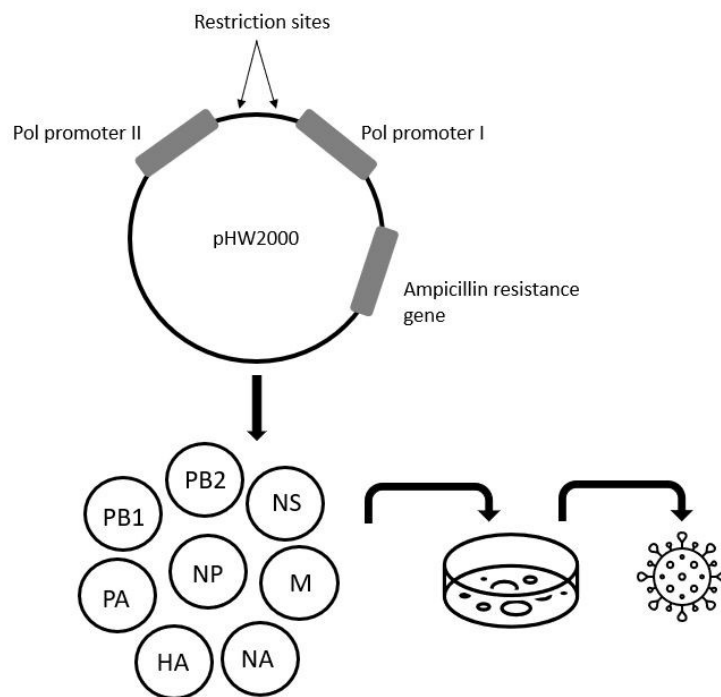 Restriction sites
Pol promoter II
Pol promoter I
pHW2000
Ampicillin resistance
gene
PB2
NS
PB1
NP
M
PA
HA
NA